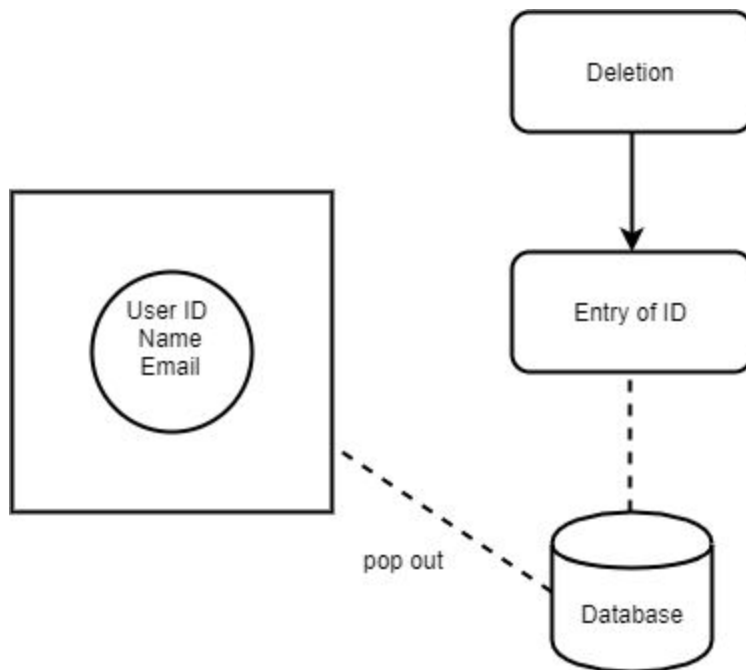 Deletion
Entry of ID
User ID
Name
Email
pop out
Database